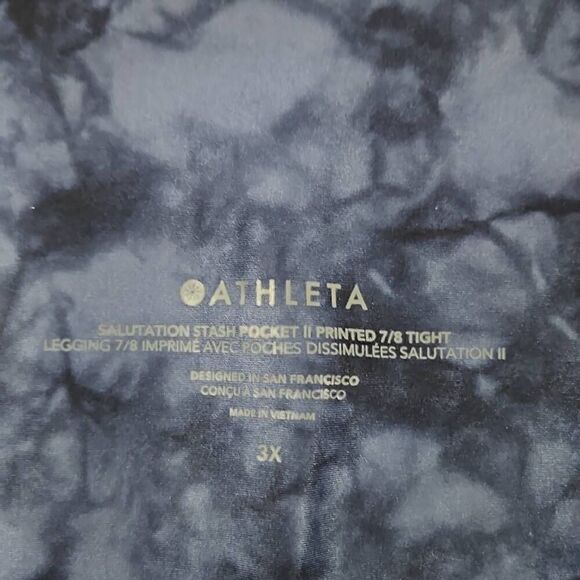 ATHLETA
SALUTATION STASH POCKET II PRINTED 7/8 TIGHT
LEGGING 7/8 IMPRIMÉ AVEC POCHES DISSIMULÉES SALUTATION II
DESIGNED IN SAN FRANCISCO
CONÇU À SAN FRANCISCO
MADE IN VIETNAM
3X